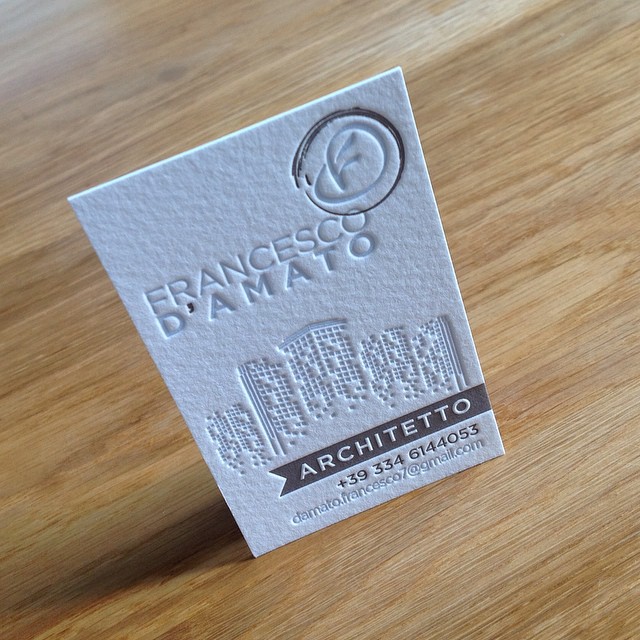 FRANCESCO
D'AMATO
ARCHITETTO
+39 334 6144053
damato.francesco7@gmail.com